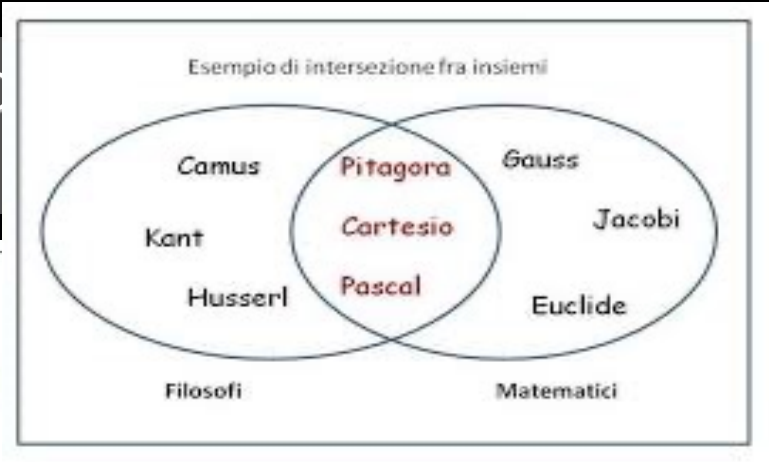 Esempio di intersezione fra insiemi
Camus
Kant
Husserl
Pitagora
Cartesio
Pascal
Gauss
Jacobi
Euclide
Filosofi
Matematici